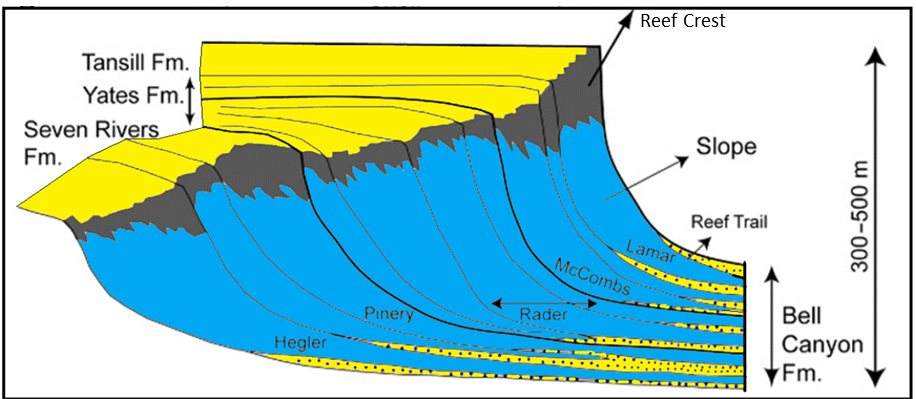 Reef Crest
Tansill Fm.
Yates Fm.
Seven Rivers
Fm.
Slope
Reef Trail
Lamar
McCombs
Rader
Pinery
Hegler
Bell
Canyon
Fm.
300–500 m